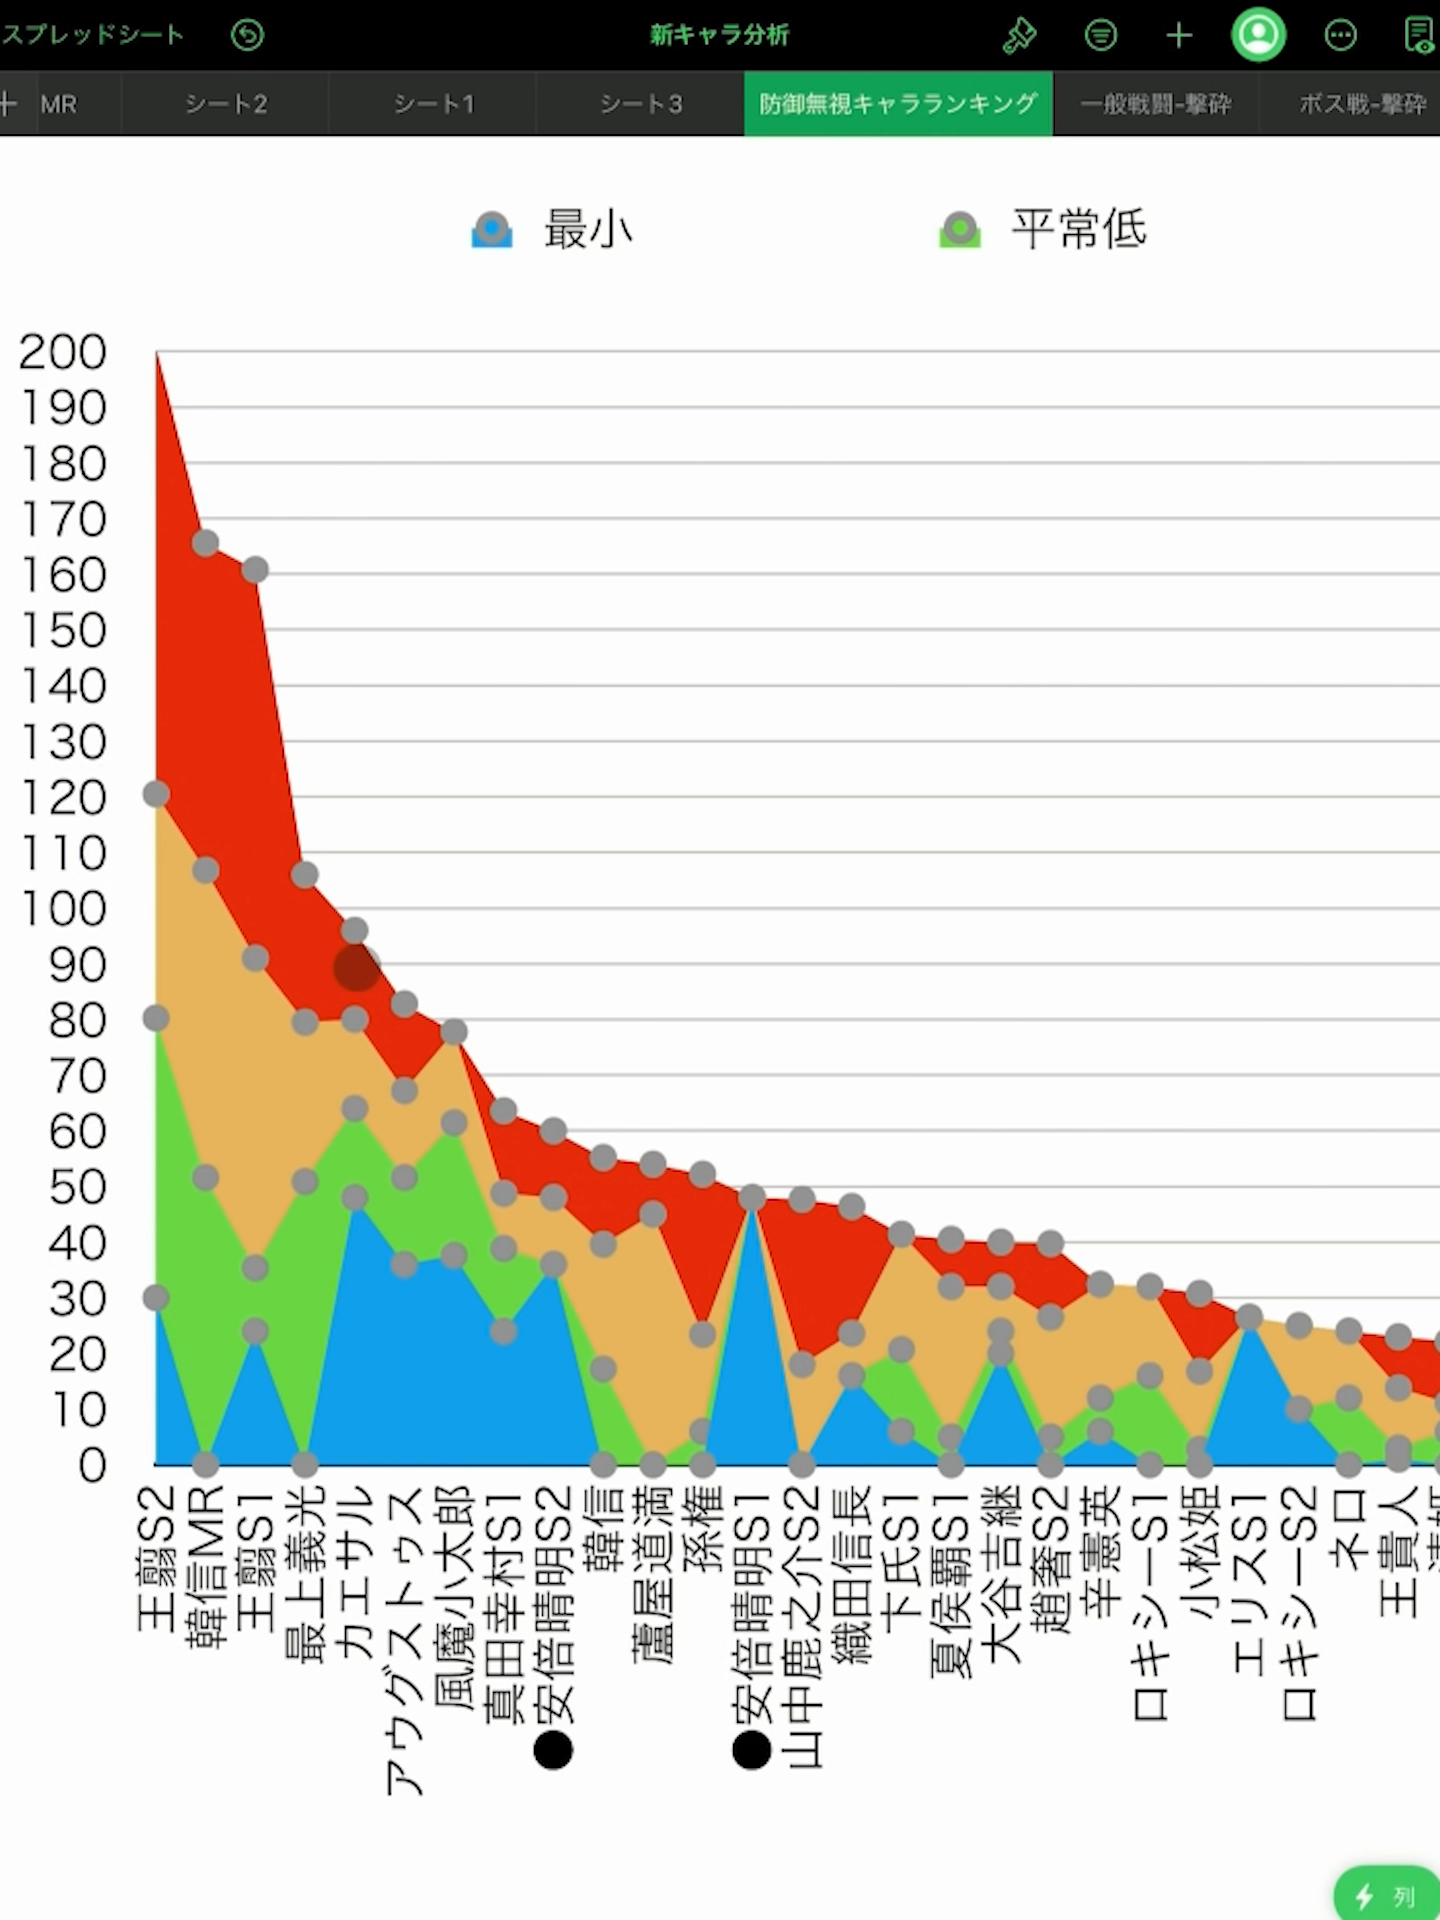 スプレッドシート
新キャラ分析
MR
シート2
シート1
シート3
防御無視キャラランキング
一般戦闘-撃砕
ボス戦-撃砕
最小
平常低
200
190
180
170
160
150
140
130
120
110
100
90
80
70
60
50
40
30
20
10
0
王翦S2
韓信MR
王翦S1
最上義光
カエサル
アウグストゥス
風魔小太郎
真田幸村S1
●安倍晴明S2
韓信
蘆屋道満
孫権
●安倍晴明S1
山中鹿之介S2
織田信長
卞氏S1
夏侯覇S1
大谷吉継
趙奢S2
辛憲英
ロキシーS1
小松姫
エリスS1
ロキシーS2
ネロ
王貴人
列